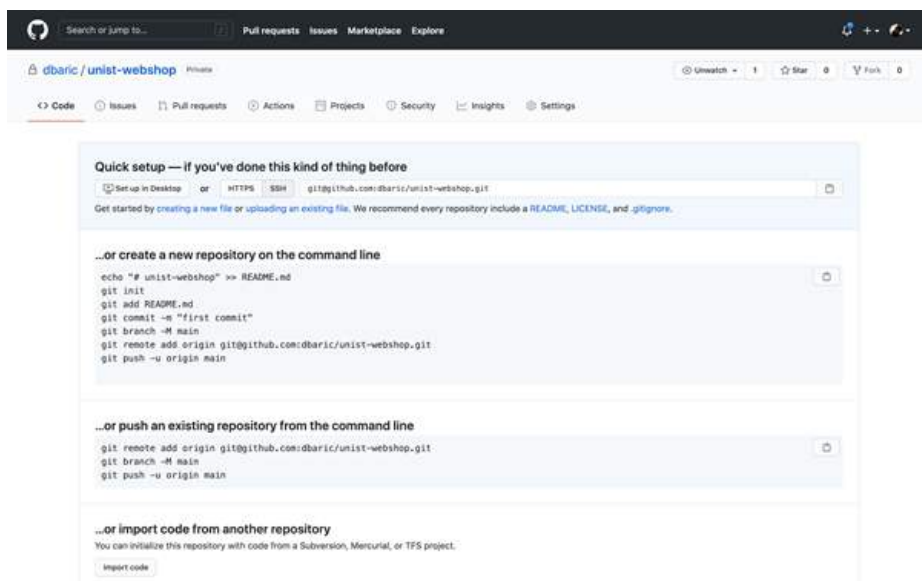 Search or jump to...
/
Pull requests Issues Marketplace Explore
dbaric / unist-webshop Private
Unwatch 1 Star 0 Fork 0
<> Code Issues Pull requests Actions Projects Security Insights Settings
Quick setup — if you've done this kind of thing before
Set up in Desktop or HTTPS SSH git@github.com:dbaric/unist-webshop.git
Get started by creating a new file or uploading an existing file. We recommend every repository include a README, LICENSE, and .gitignore.
...or create a new repository on the command line
echo "# unist-webshop" >> README.md
git init
git add README.md
git commit -m "first commit"
git branch -M main
git remote add origin git@github.com:dbaric/unist-webshop.git
git push -u origin main
...or push an existing repository from the command line
git remote add origin git@github.com:dbaric/unist-webshop.git
git branch -M main
git push -u origin main
...or import code from another repository
You can initialize this repository with code from a Subversion, Mercurial, or TFS project.
Import code